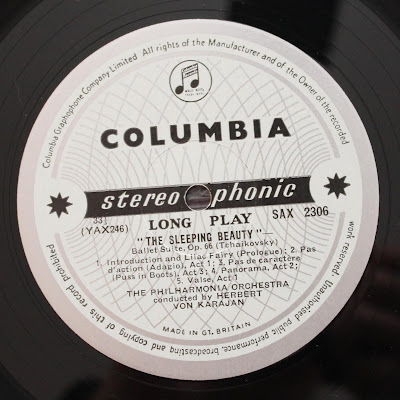 Columbia Graphophone Company Limited. All rights of the Manufacturer and of the Owner of the recorded
work reserved. Unauthorised public performance, broadcasting and copying of this record prohibited
COLUMBIA
stereophonic
33⅓
(YAX246)
LONG PLAY
SAX 2306
"THE SLEEPING BEAUTY"—
Ballet Suite, Op. 66 (Tchaikovsky)
1. Introduction and Lilac Fairy (Prologue); 2. Pas
d'action (Adagio), Act 1; 3. Pas de caractère
(Puss in Boots), Act 3; 4. Panorama, Act 2;
5. Valse, Act 1
THE PHILHARMONIA ORCHESTRA
conducted by HERBERT
VON KARAJAN
MADE IN GT. BRITAIN